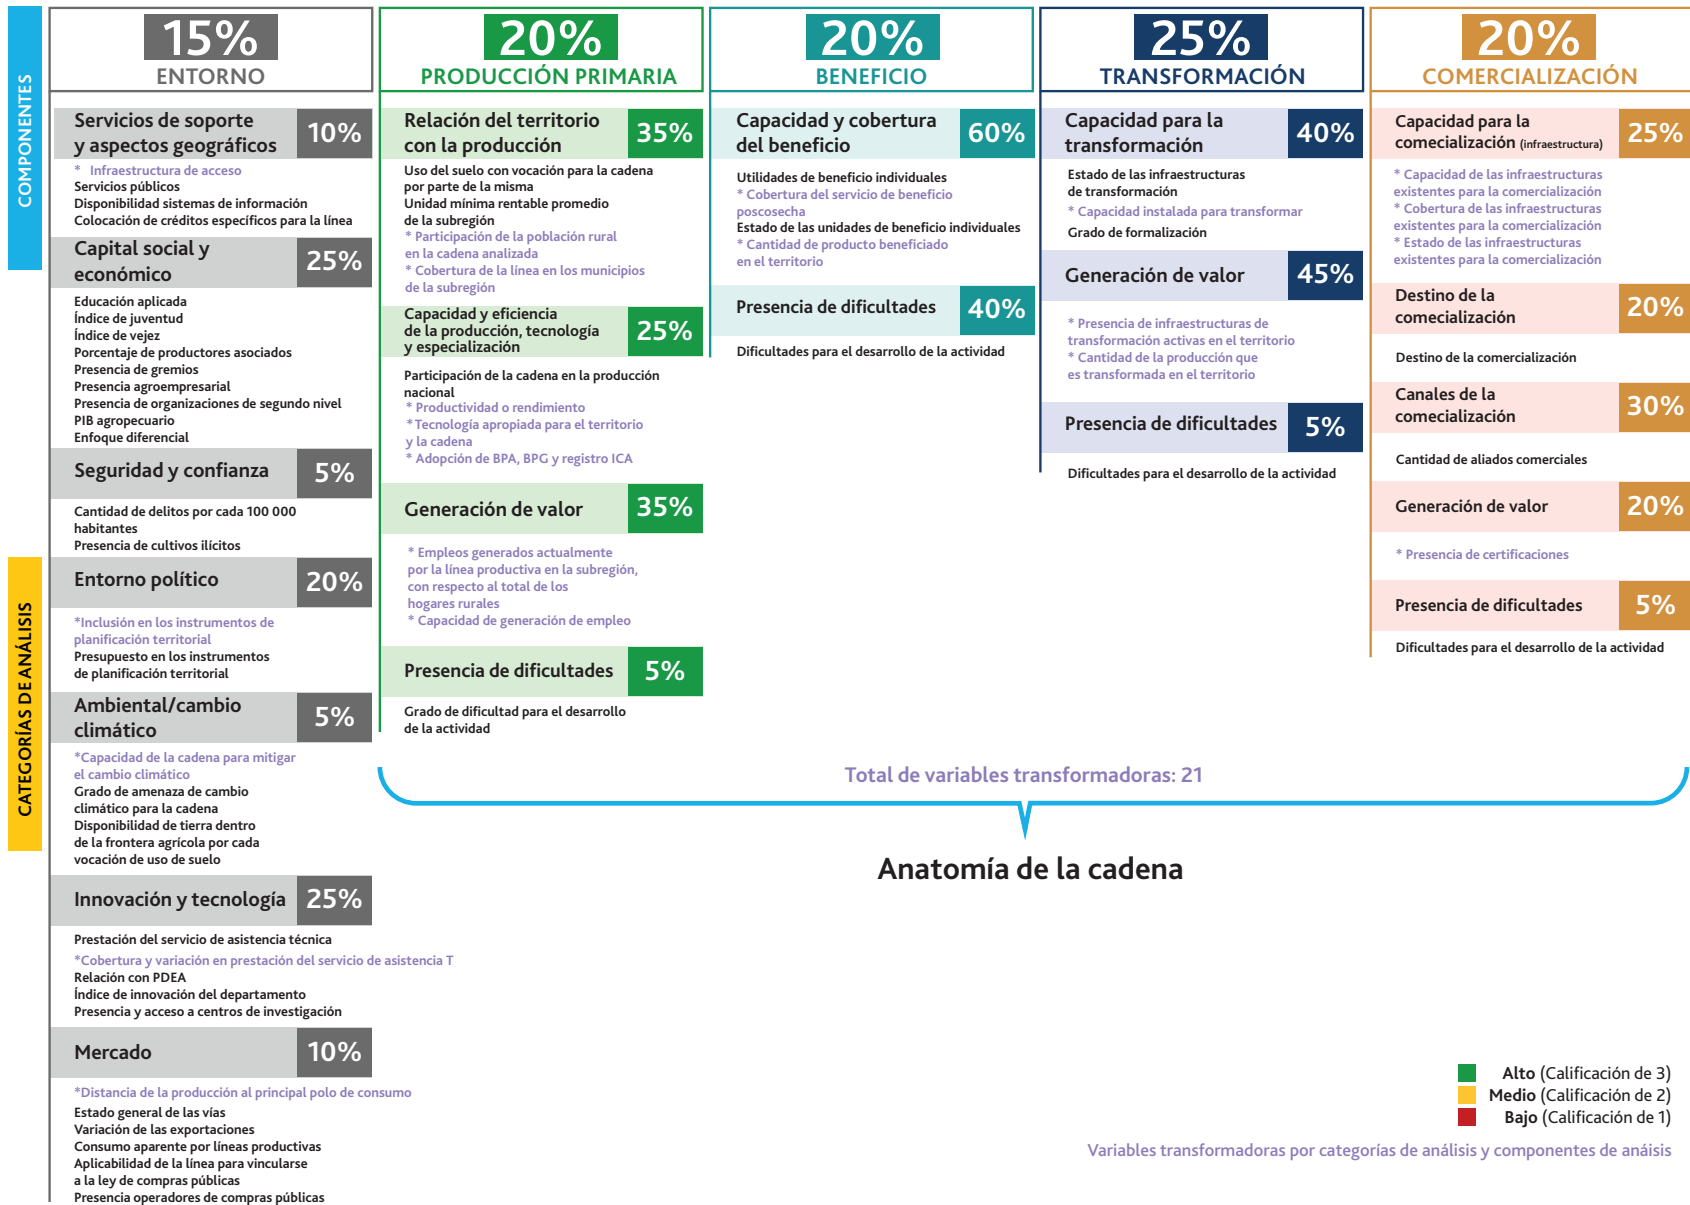 COMPONENTES
CATEGORÍAS DE ANÁLISIS
15%
ENTORNO
Servicios de soporte
y aspectos geográficos
10%
* Infraestructura de acceso
Servicios públicos
Disponibilidad sistemas de información
Colocación de créditos específicos para la línea
Capital social y
económico
25%
Educación aplicada
Índice de juventud
Índice de vejez
Porcentaje de productores asociados
Presencia de gremios
Presencia agroempresarial
Presencia de organizaciones de segundo nivel
PIB agropecuario
Enfoque diferencial
Seguridad y confianza
5%
Cantidad de delitos por cada 100 000
habitantes
Presencia de cultivos ilícitos
Entorno político
20%
*Inclusión en los instrumentos de
planificación territorial
Presupuesto en los instrumentos
de planificación territorial
Ambiental/cambio
climático
5%
*Capacidad de la cadena para mitigar
el cambio climático
Grado de amenaza de cambio
climático para la cadena
Disponibilidad de tierra dentro
de la frontera agrícola por cada
vocación de uso de suelo
Innovación y tecnología
25%
Prestación del servicio de asistencia técnica
*Cobertura y variación en prestación del servicio de asistencia T
Relación con PDEA
Índice de innovación del departamento
Presencia y acceso a centros de investigación
Mercado
10%
*Distancia de la producción al principal polo de consumo
Estado general de las vías
Variación de las exportaciones
Consumo aparente por líneas productivas
Aplicabilidad de la línea para vincularse
a la ley de compras públicas
Presencia operadores de compras públicas
20%
PRODUCCIÓN PRIMARIA
Relación del territorio
con la producción
35%
Uso del suelo con vocación para la cadena
por parte de la misma
Unidad mínima rentable promedio
de la subregión
* Participación de la población rural
en la cadena analizada
* Cobertura de la línea en los municipios
de la subregión
Capacidad y eficiencia
de la producción, tecnología
y especialización
25%
Participación de la cadena en la producción
nacional
* Productividad o rendimiento
*Tecnología apropiada para el territorio
y la cadena
* Adopción de BPA, BPG y registro ICA
Generación de valor
35%
* Empleos generados actualmente
por la línea productiva en la subregión,
con respecto al total de los
hogares rurales
* Capacidad de generación de empleo
Presencia de dificultades
5%
Grado de dificultad para el desarrollo
de la actividad
20%
BENEFICIO
Capacidad y cobertura
del beneficio
60%
Utilidades de beneficio individuales
* Cobertura del servicio de beneficio
poscosecha
Estado de las unidades de beneficio individuales
* Cantidad de producto beneficiado
en el territorio
Presencia de dificultades
40%
Dificultades para el desarrollo de la actividad
25%
TRANSFORMACIÓN
Capacidad para la
transformación
40%
Estado de las infraestructuras
de transformación
* Capacidad instalada para transformar
Grado de formalización
Generación de valor
45%
* Presencia de infraestructuras de
transformación activas en el territorio
* Cantidad de la producción que
es transformada en el territorio
Presencia de dificultades
5%
Dificultades para el desarrollo de la actividad
20%
COMERCIALIZACIÓN
Capacidad para la
comecialización (infraestructura)
25%
* Capacidad de las infraestructuras
existentes para la comercialización
* Cobertura de las infraestructuras
existentes para la comercialización
* Estado de las infraestructuras
existentes para la comercialización
Destino de la
comecialización
20%
Destino de la comercialización
Canales de la
comecialización
30%
Cantidad de aliados comerciales
Generación de valor
20%
* Presencia de certificaciones
Presencia de dificultades
5%
Dificultades para el desarrollo de la actividad
Total de variables transformadoras: 21
Anatomía de la cadena
Alto (Calificación de 3)
Medio (Calificación de 2)
Bajo (Calificación de 1)
Variables transformadoras por categorías de análisis y componentes de anáisis